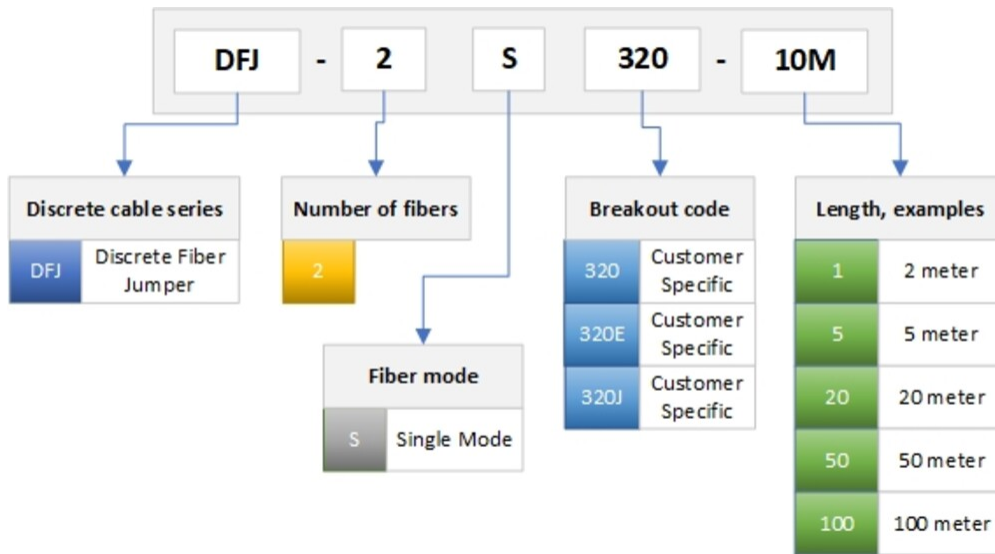 DFJ - 2 S 320 - 10M
Discrete cable series
DFJ Discrete Fiber
Jumper
Number of fibers
2
Fiber mode
S Single Mode
Breakout code
320 Customer
Specific
320E Customer
Specific
320J Customer
Specific
Length, examples
1 2 meter
5 5 meter
20 20 meter
50 50 meter
100 100 meter